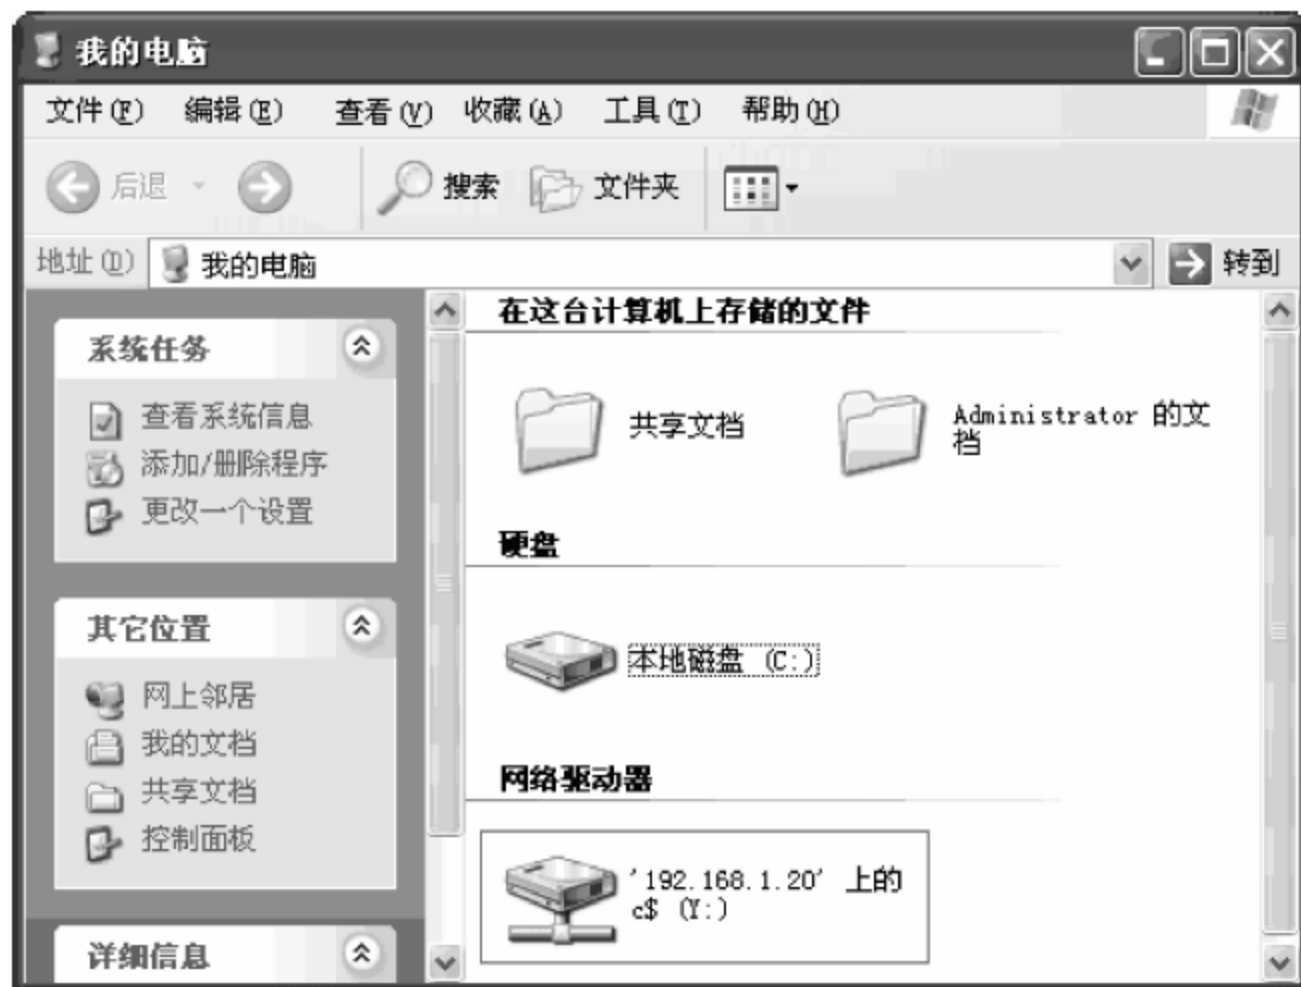 我的电脑
文件(F) 编辑(E) 查看(V) 收藏(A) 工具(T) 帮助(H)
后退 搜索 文件夹
地址(D) 我的电脑 转到
系统任务
查看系统信息
添加/删除程序
更改一个设置
其它位置
网上邻居
我的文档
共享文档
控制面板
详细信息
在这台计算机上存储的文件
共享文档
Administrator 的文
档
硬盘
本地磁盘 (C:)
网络驱动器
'192.168.1.20' 上的
c$ (Y:)